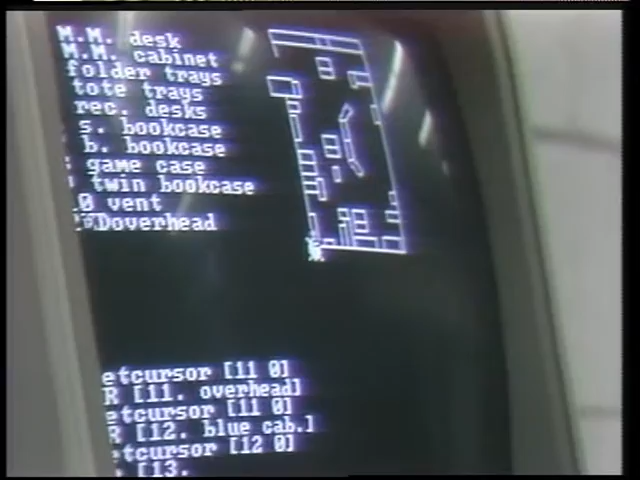 M.M. desk
M.M. cabinet
folder trays
tote trays
rec. desks
s. bookcase
b. bookcase
game case
twin bookcase
0 vent
Doverhead
etcursor [11 0]
R [11. overhead]
etcursor [11 0]
R [12. blue cab.]
etcursor [12 0]
[13.